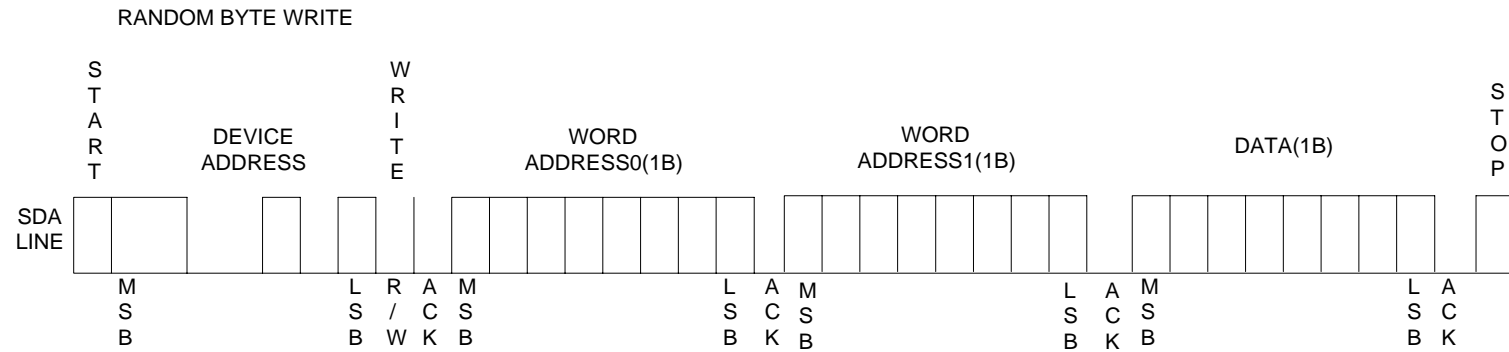 RANDOM BYTE WRITE
START
DEVICE
ADDRESS
WRITE
WORD
ADDRESS0(1B)
WORD
ADDRESS1(1B)
DATA(1B)
STOP
SDA
LINE
MSB
LSB
R/W
ACK
MSB
LSB
ACK
MSB
LSB
ACK
MSB
LSB
ACK